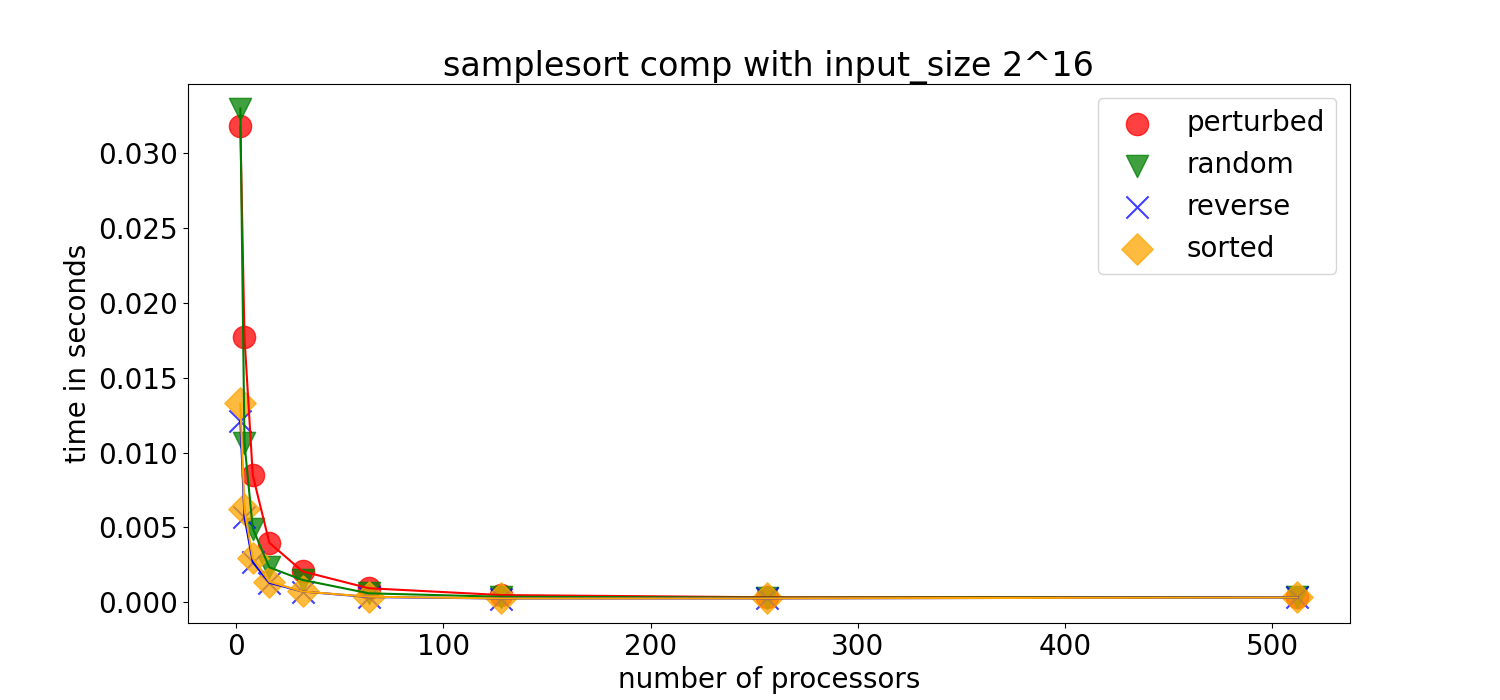 samplesort comp with input_size 2^16
perturbed
random
reverse
sorted
0.030
0.025
0.020
0.015
0.010
0.005
0.000
time in seconds
0 100 200 300 400 500
number of processors